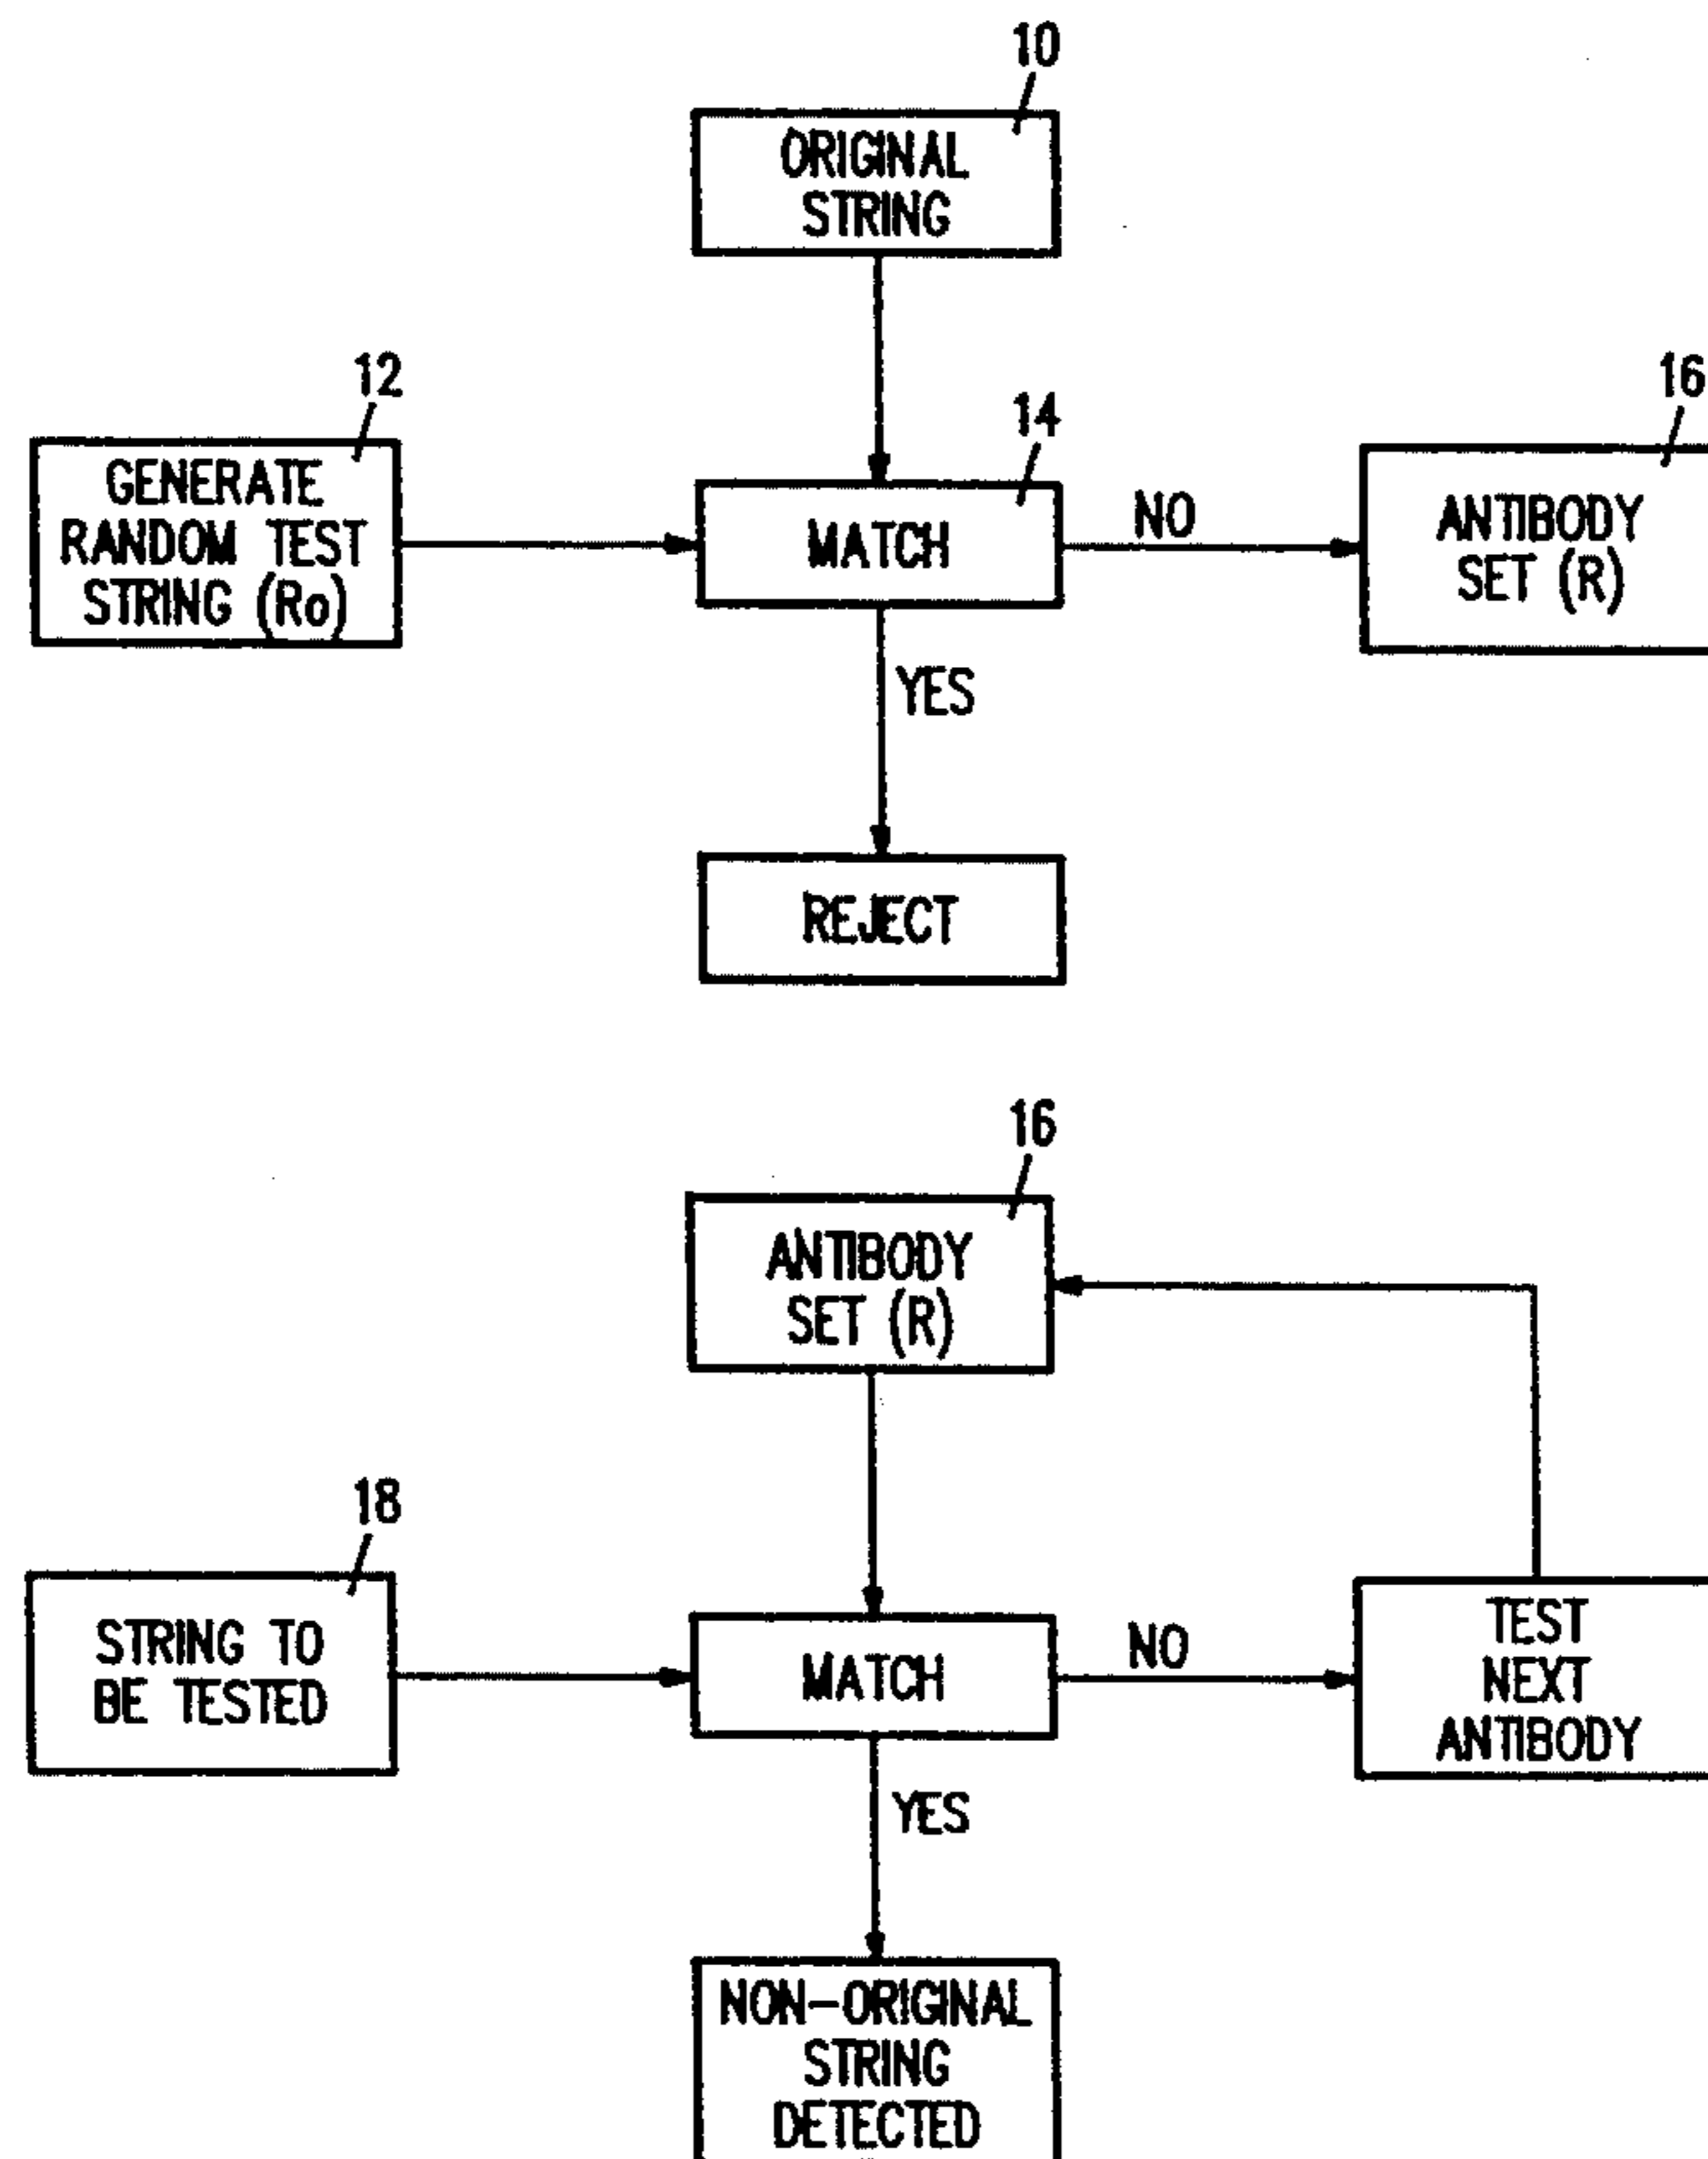 10
ORIGINAL
STRING
12
GENERATE
RANDOM TEST
STRING (Ro)
14
MATCH
NO
16
ANTIBODY
SET (R)
YES
REJECT
16
ANTIBODY
SET (R)
18
STRING TO
BE TESTED
MATCH
NO
TEST
NEXT
ANTIBODY
YES
NON-ORIGINAL
STRING
DETECTED